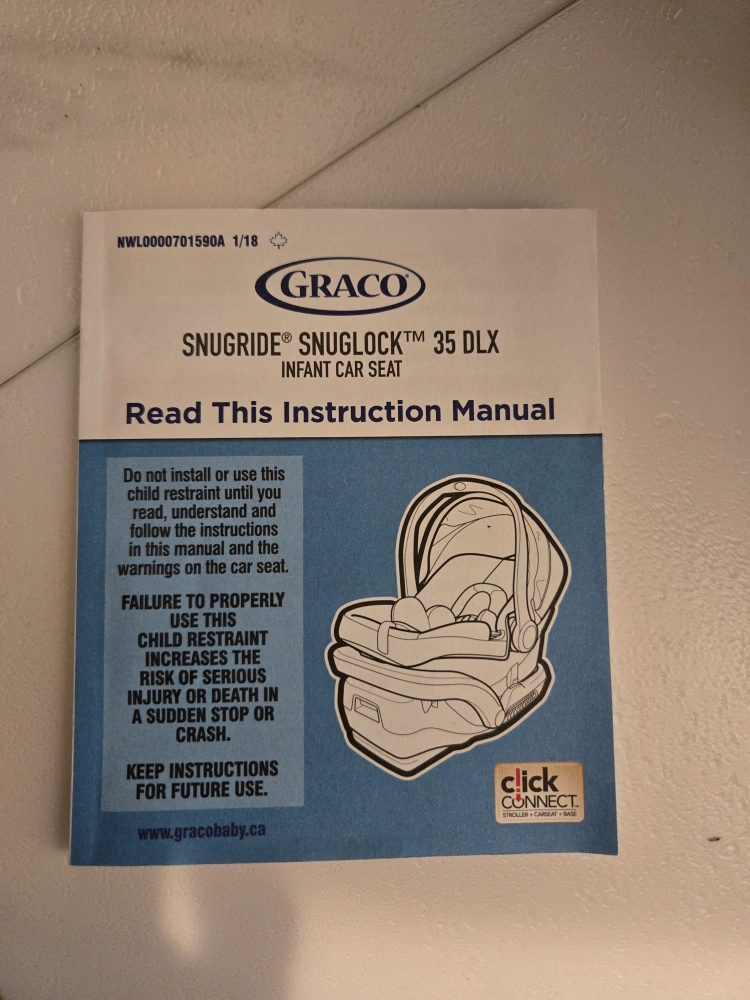 NWL0000701590A 1/18
GRACO®
SNUGRIDE® SNUGLOCK™ 35 DLX
INFANT CAR SEAT
Read This Instruction Manual
Do not install or use this
child restraint until you
read, understand and
follow the instructions
in this manual and the
warnings on the car seat.
FAILURE TO PROPERLY
USE THIS
CHILD RESTRAINT
INCREASES THE
RISK OF SERIOUS
INJURY OR DEATH IN
A SUDDEN STOP OR
CRASH.
KEEP INSTRUCTIONS
FOR FUTURE USE.
www.gracobaby.ca
click
CONNECT™
STROLLER + CARSEAT + BASE